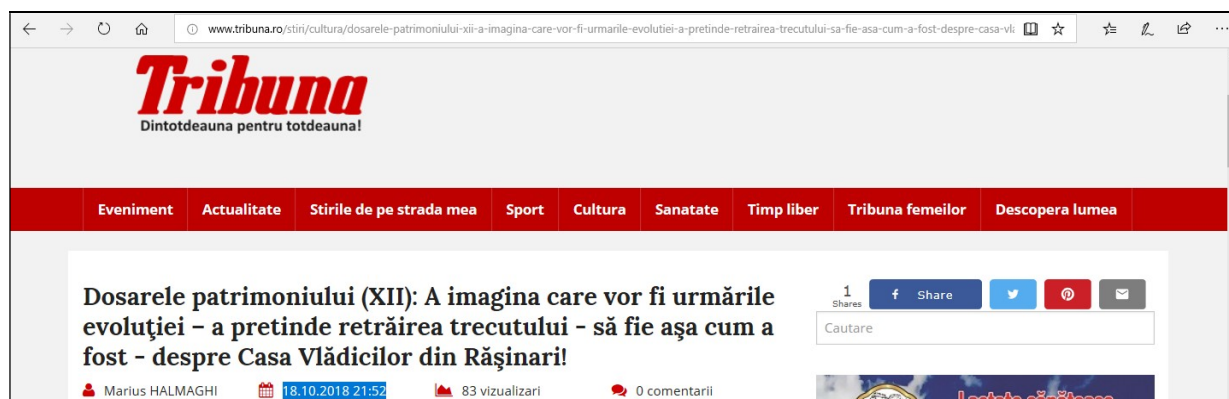 www.tribuna.ro/stiri/cultura/dosarele-patrimoniului-xii-a-imagina-care-vor-fi-urmarile-evolutiei-a-pretinde-retrairea-trecutului-sa-fie-asa-cum-a-fost-despre-casa-vl
Tribuna
Dintotdeauna pentru totdeauna!
Eveniment Actualitate Stirile de pe strada mea Sport Cultura Sanatate Timp liber Tribuna femeilor Descopera lumea
Dosarele patrimoniului (XII): A imagina care vor fi urmările
evoluţiei – a pretinde retrăirea trecutului - să fie aşa cum a
fost - despre Casa Vlădicilor din Răşinari!
Marius HALMAGHI 18.10.2018 21:52 83 vizualizari 0 comentarii
1
Shares
f Share
Cautare